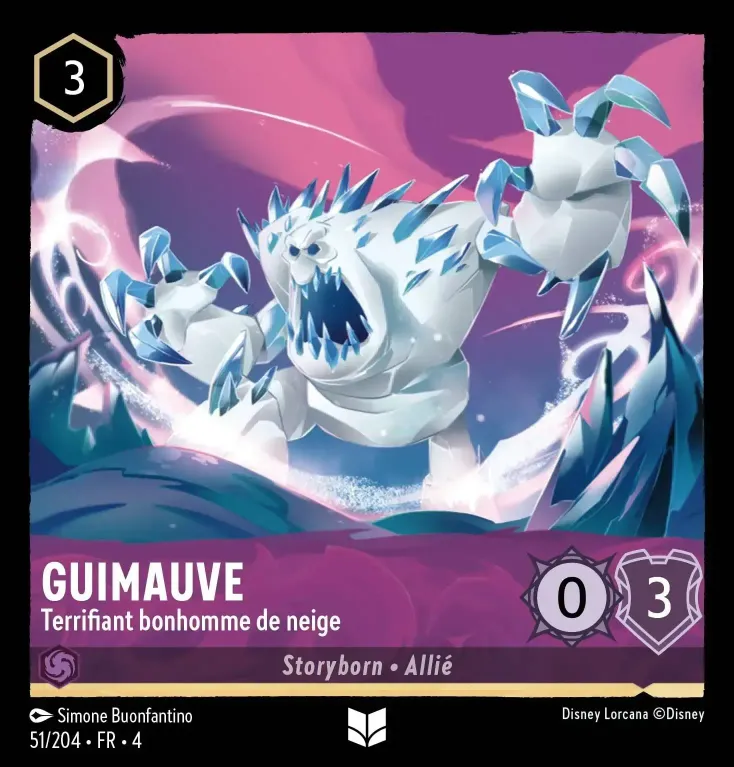 3
GUIMAUVE
Terrifiant bonhomme de neige
0
3
Storyborn • Allié
Simone Buonfantino
Disney Lorcana ©Disney
51/204 • FR • 4